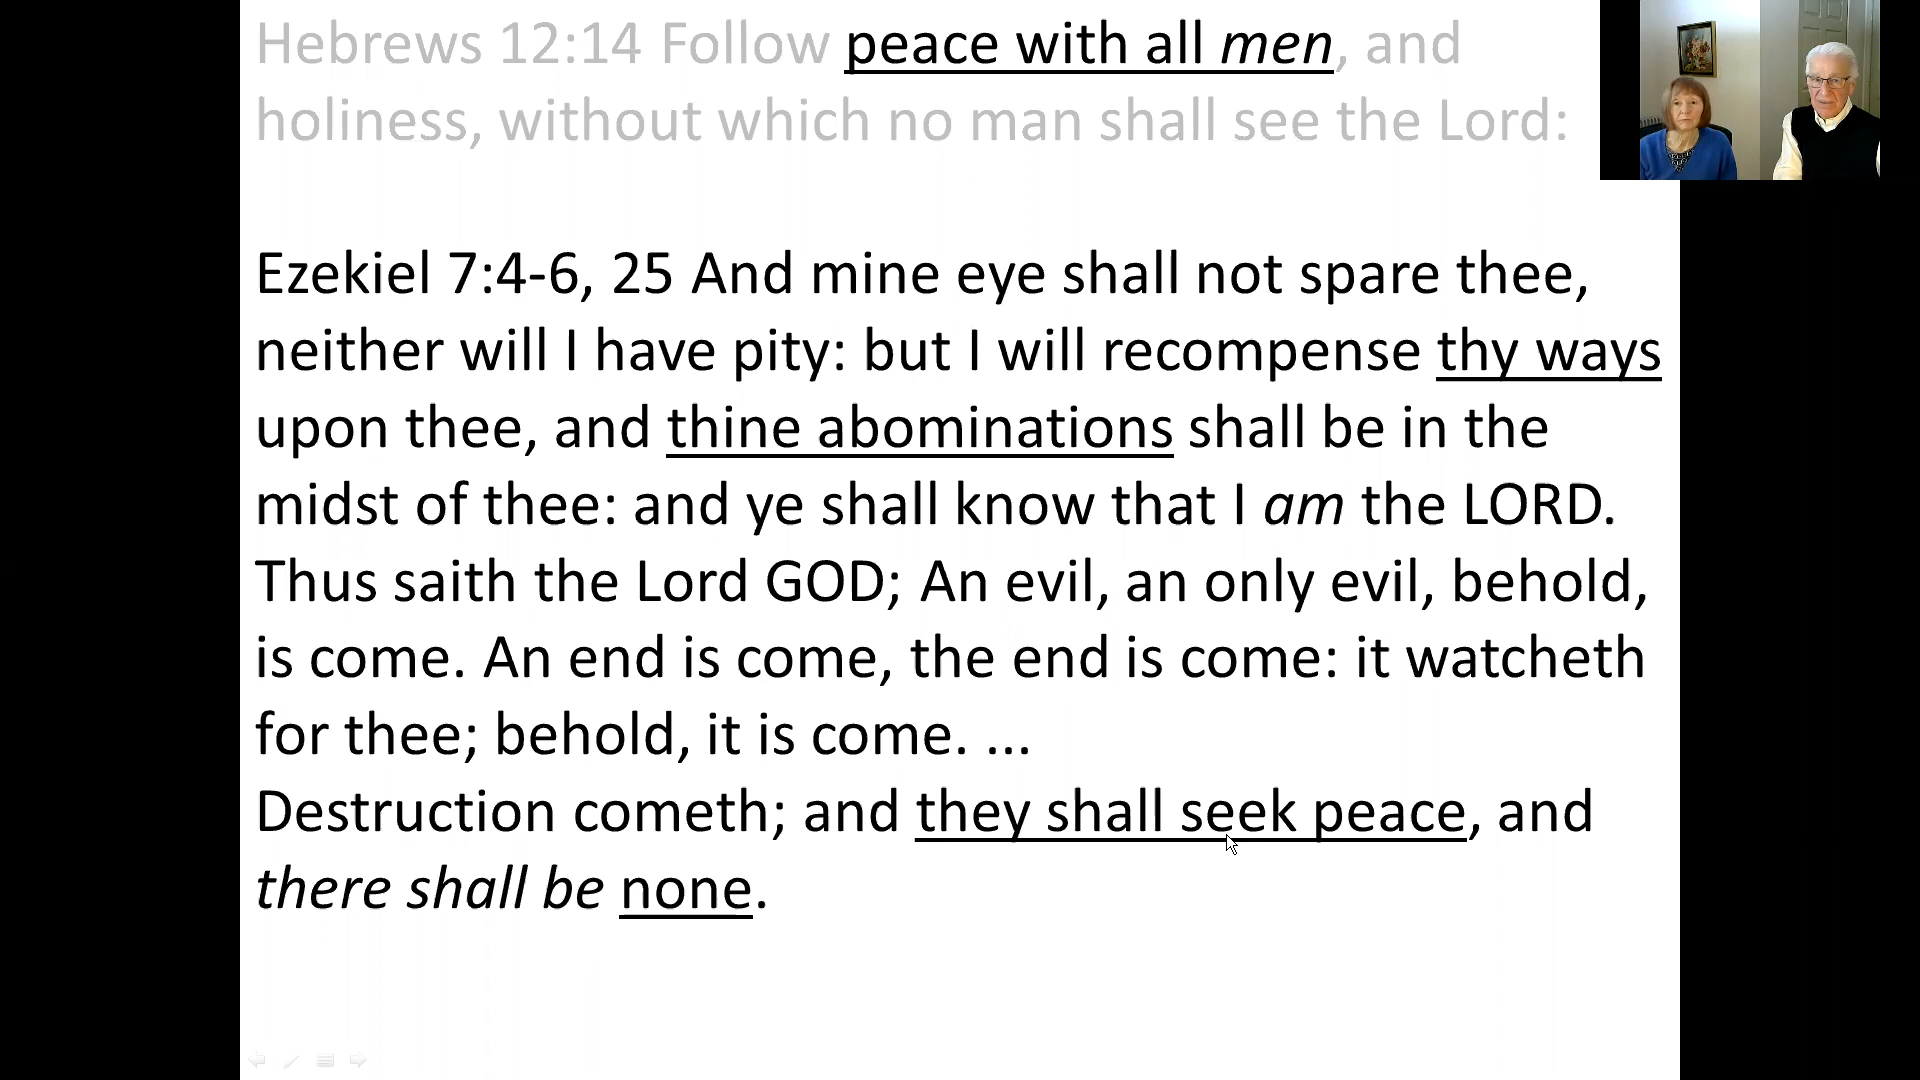 Hebrews 12:14 Follow peace with all men, and
holiness, without which no man shall see the Lord:
Ezekiel 7:4-6, 25 And mine eye shall not spare thee,
neither will I have pity: but I will recompense thy ways
upon thee, and thine abominations shall be in the
midst of thee: and ye shall know that I am the LORD.
Thus saith the Lord GOD; An evil, an only evil, behold,
is come. An end is come, the end is come: it watcheth
for thee; behold, it is come. ...
Destruction cometh; and they shall seek peace, and
there shall be none.